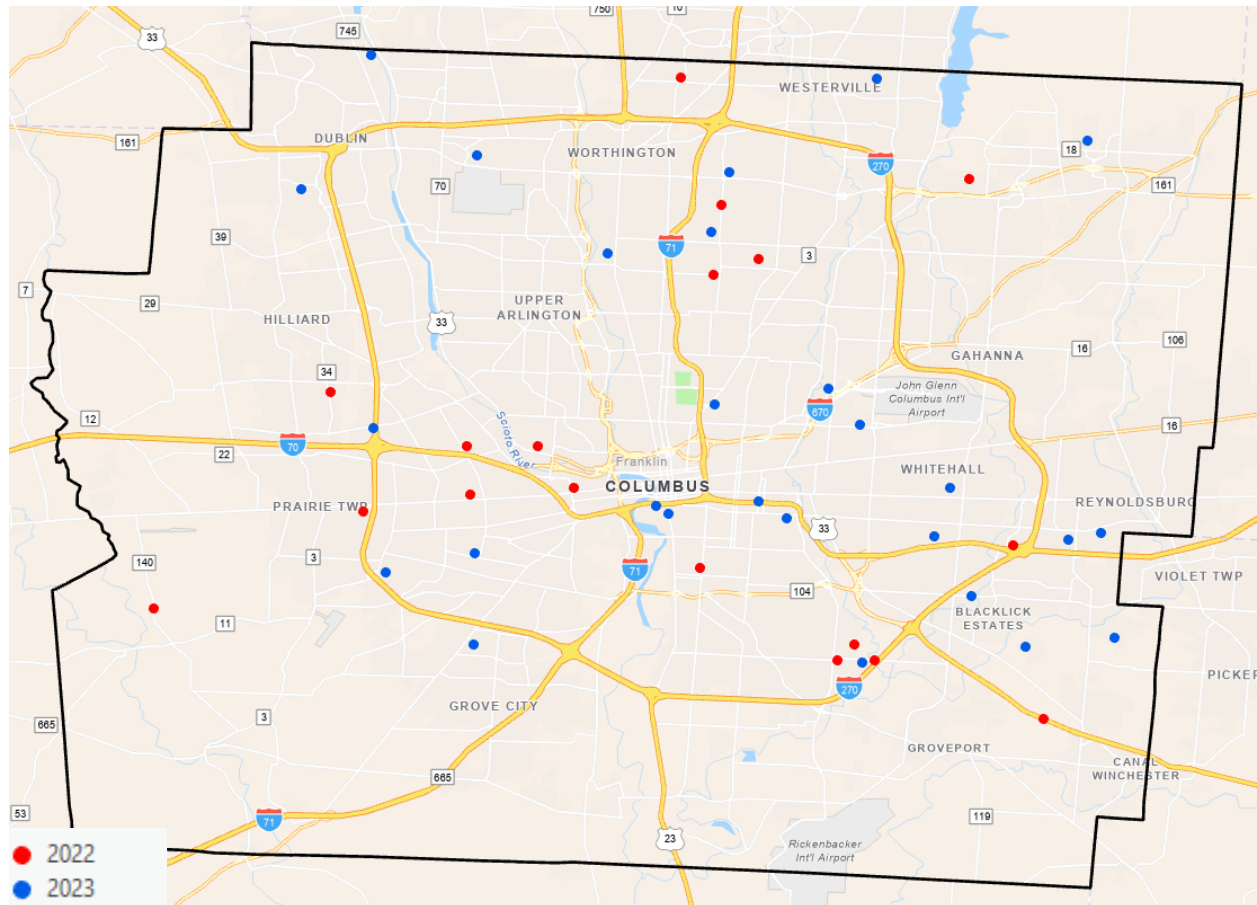 745
750
10
33
WESTERVILLE
DUBLIN
161
WORTHINGTON
18
270
70
161
39
71
3
7
29
UPPER
ARLINGTON
HILLIARD
33
106
16
GAHANNA
34
John Glenn
Columbus Int'l
Airport
670
12
Scioto River
16
70
22
Franklin
WHITEHALL
COLUMBUS
REYNOLDSBURG
PRAIRIE TWP
33
3
140
71
VIOLET TWP
104
BLACKLICK
ESTATES
11
PICKER
270
GROVE CITY
3
665
GROVEPORT
CANAL
WINCHESTER
665
53
71
119
23
Rickenbacker
Int'l Airport
2022
2023